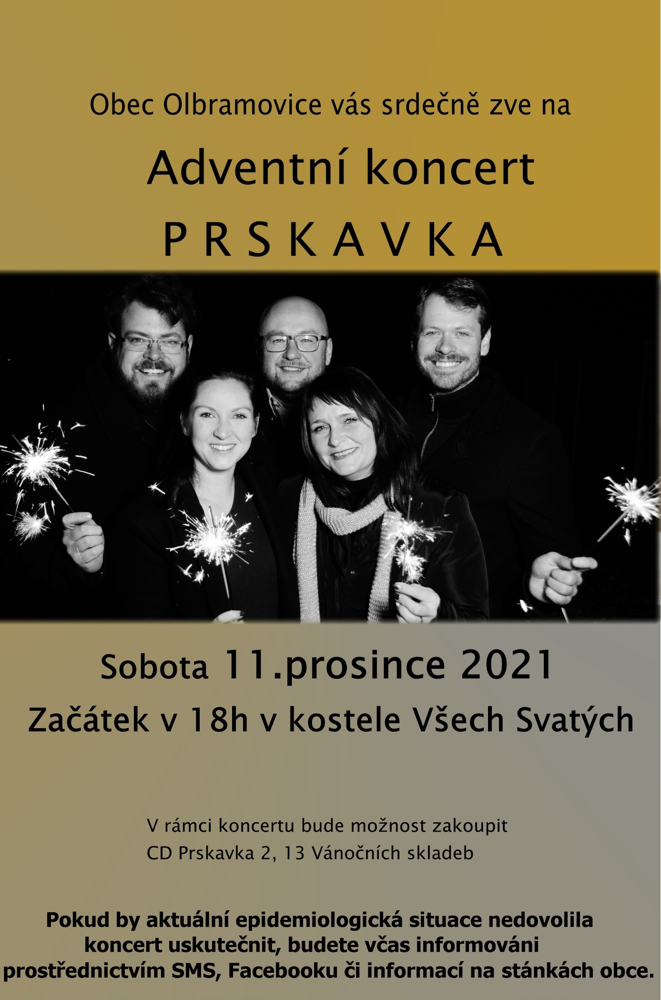 Obec Olbramovice vás srdečně zve na
Adventní koncert
P R S K A V K A
Sobota 11.prosince 2021
Začátek v 18h v kostele Všech Svatých
V rámci koncertu bude možnost zakoupit
CD Prskavka 2, 13 Vánočních skladeb
Pokud by aktuální epidemiologická situace nedovolila
koncert uskutečnit, budete včas informováni
prostřednictvím SMS, Facebooku či informací na stánkách obce.